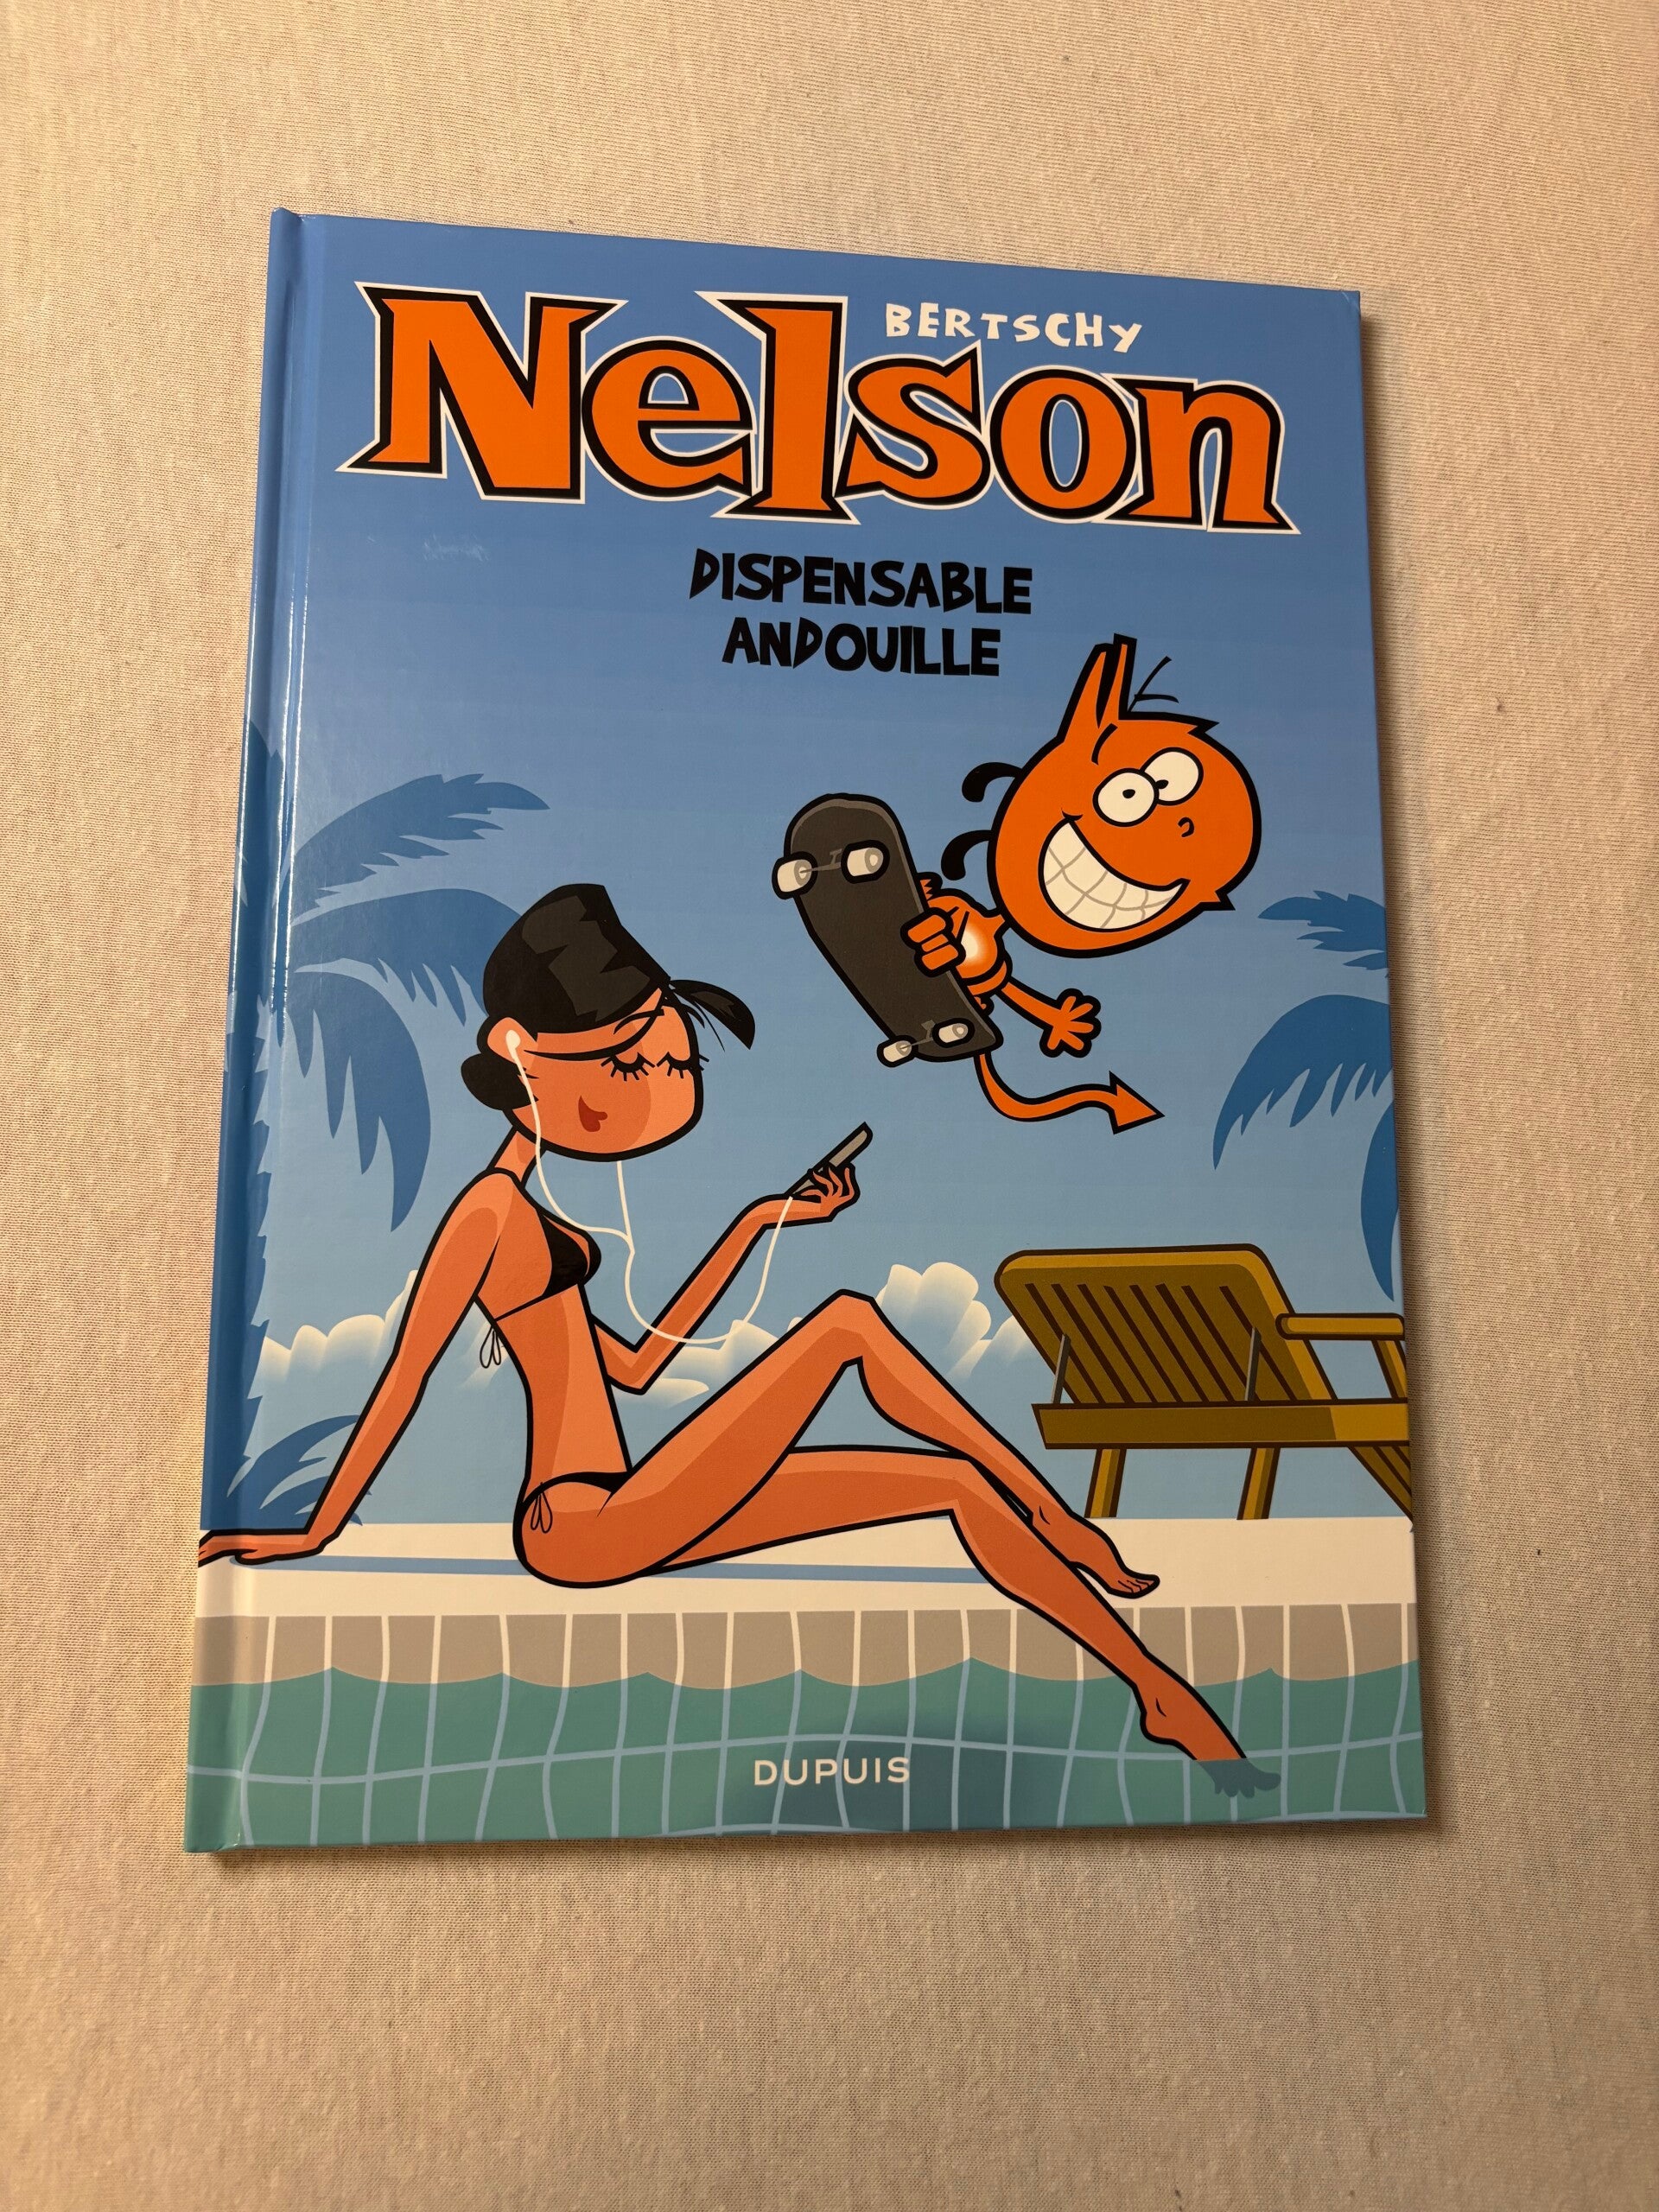 BERTSCHY
Nelson
DISPENSABLE
ANDOUILLE
DUPUIS